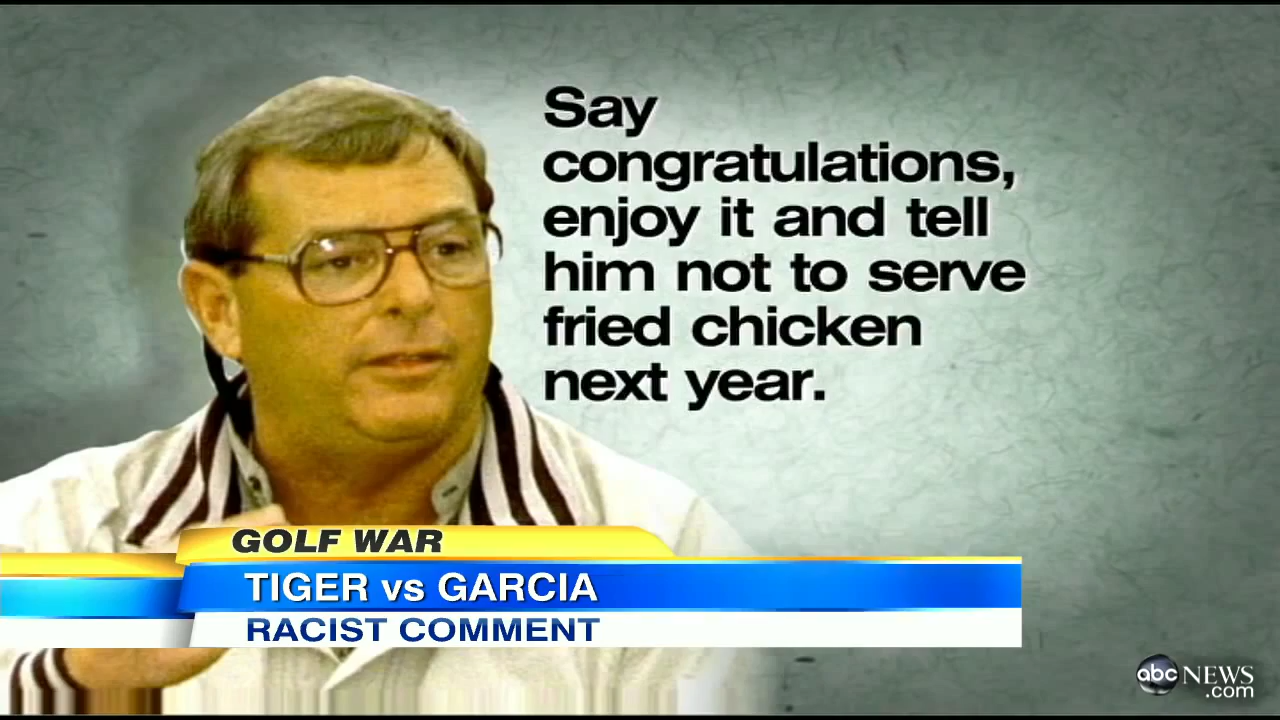 Say
congratulations,
enjoy it and tell
him not to serve
fried chicken
next year.
GOLF WAR
TIGER vs GARCIA
RACIST COMMENT
abc NEWS
.com